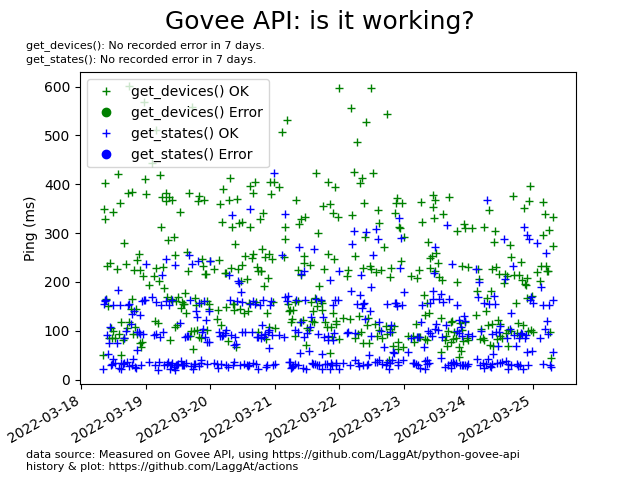 Govee API: is it working?
get_devices(): No recorded error in 7 days.
get_states(): No recorded error in 7 days.
get_devices() OK
get_devices() Error
get_states() OK
get_states() Error
Ping (ms)
600
500
400
300
200
100
0
2022-03-18
2022-03-19
2022-03-20
2022-03-21
2022-03-22
2022-03-23
2022-03-24
2022-03-25
data source: Measured on Govee API, using https://github.com/LaggAt/python-govee-api
history & plot: https://github.com/LaggAt/actions